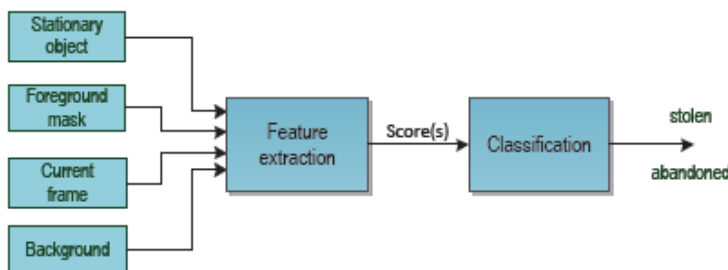 Stationary
object
Foreground
mask
Current
frame
Background
Feature
extraction
Score(s)
Classification
stolen
abandoned